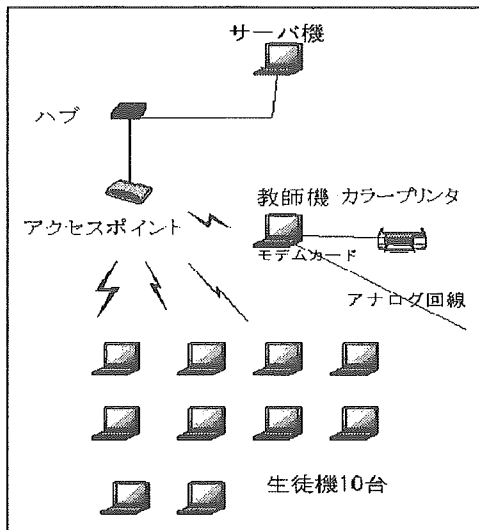 サーバ機
ハブ
教師機 カラープリンタ
アクセスポイント
モデムカード
アナログ回線
生徒機10台